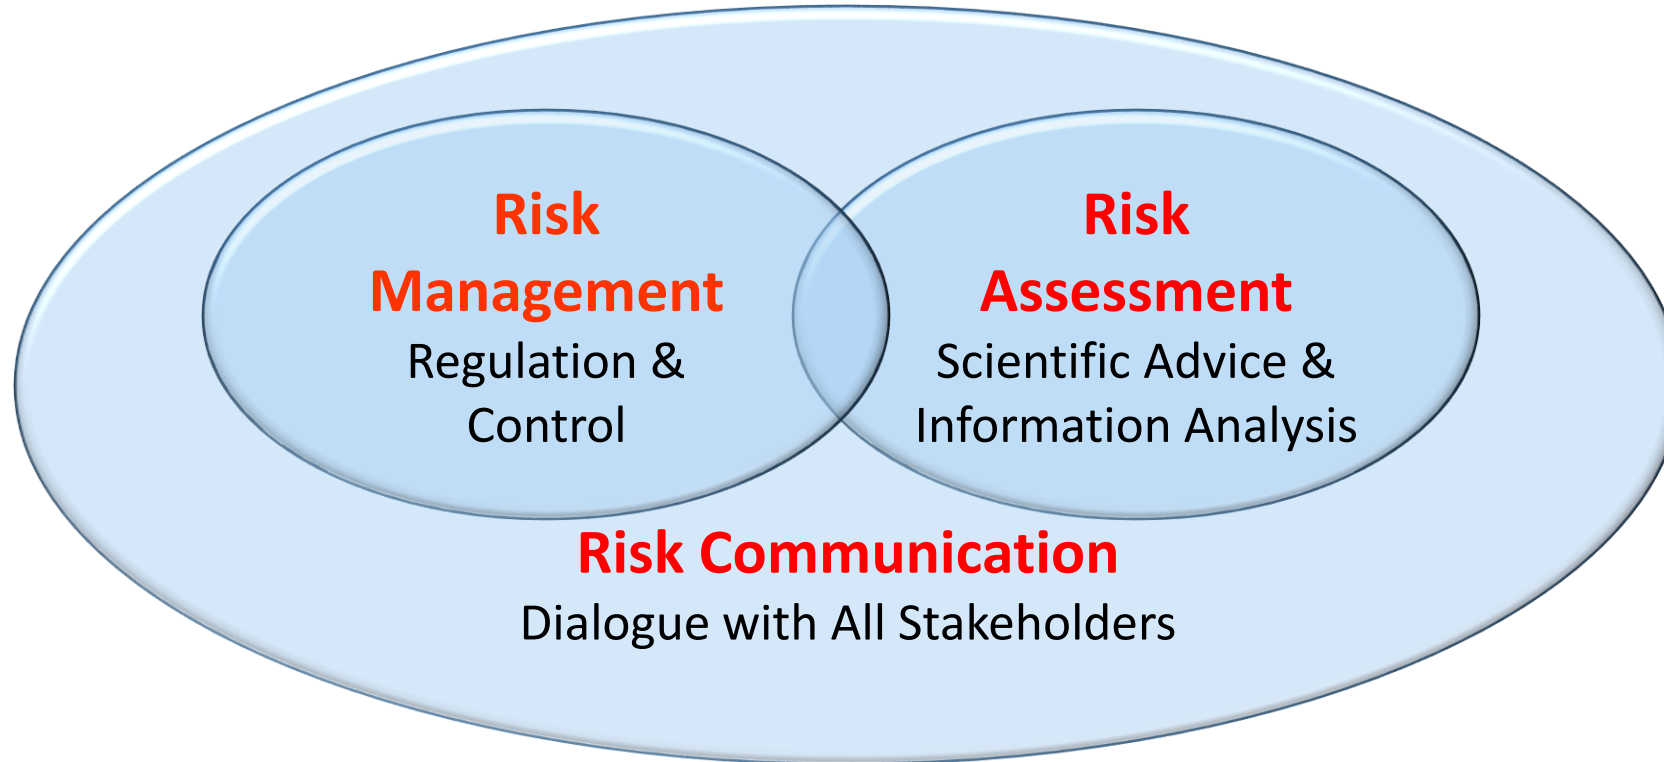 Risk
Management
Regulation &
Control
Risk
Assessment
Scientific Advice &
Information Analysis
Risk Communication
Dialogue with All Stakeholders